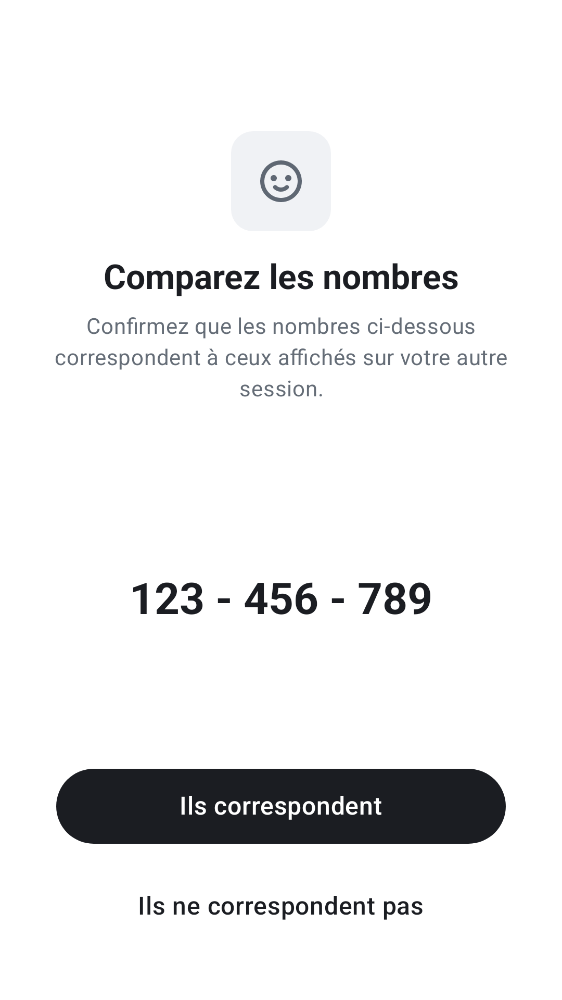 Comparez les nombres
Confirmez que les nombres ci-dessous
correspondent à ceux affichés sur votre autre
session.
123 - 456 - 789
Ils correspondent
Ils ne correspondent pas